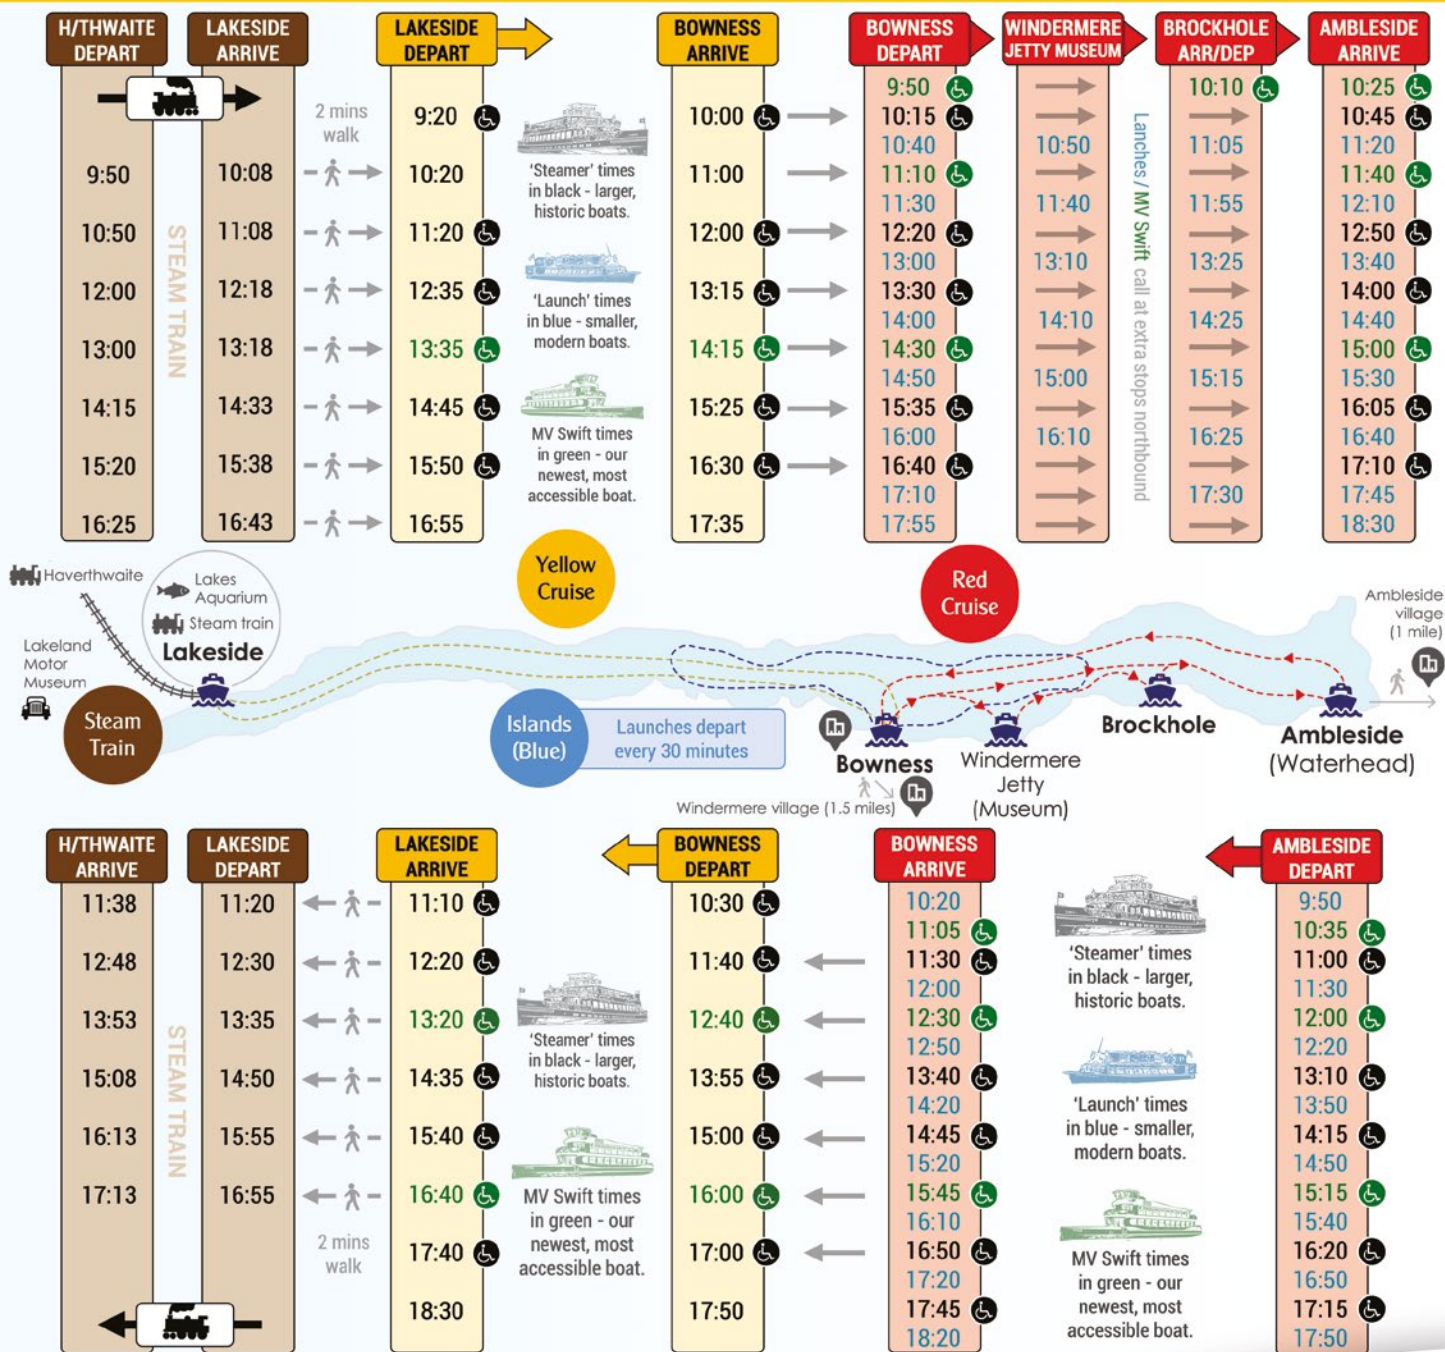 H/THWAITE DEPART LAKESIDE ARRIVE LAKESIDE DEPART BOWNESS ARRIVE BOWNESS DEPART WINDERMERE JETTY MUSEUM BROCKHOLE ARR/DEP AMBLESIDE ARRIVE
9:50 10:10 10:25
2 mins walk 9:20 10:00 10:15 10:45
10:40 10:50 11:05 11:20
9:50 10:08 10:20 11:00 11:10 11:40
11:30 11:40 11:55 12:10
10:50 11:08 11:20 12:00 12:20 12:50
13:00 13:10 13:25 13:40
12:00 12:18 12:35 13:15 13:30 14:00
14:00 14:10 14:25 14:40
13:00 13:18 13:35 14:15 14:30 15:00
14:50 15:00 15:15 15:30
14:15 14:33 14:45 15:25 15:35 16:05
16:00 16:10 16:25 16:40
15:20 15:38 15:50 16:30 16:40 17:10
17:10 17:30 17:45
16:25 16:43 16:55 17:35 17:55 18:30
STEAM TRAIN
'Steamer' times
in black - larger,
historic boats.
'Launch' times
in blue - smaller,
modern boats.
MV Swift times
in green - our
newest, most
accessible boat.
Lanches / MV Swift call at extra stops northbound
Haverthwaite
Lakes
Aquarium
Steam train
Lakeside
Lakeland
Motor
Museum
Steam
Train
Yellow
Cruise
Red
Cruise
Islands
(Blue)
Launches depart
every 30 minutes
Bowness
Windermere village (1.5 miles)
Windermere
Jetty
(Museum)
Brockhole
Ambleside
(Waterhead)
Ambleside
village
(1 mile)
H/THWAITE ARRIVE LAKESIDE DEPART LAKESIDE ARRIVE BOWNESS DEPART BOWNESS ARRIVE AMBLESIDE DEPART
11:38 11:20 11:10 10:30 10:20 9:50
11:05 10:35
12:48 12:30 12:20 11:40 11:30 11:00
12:00 11:30
13:53 13:35 13:20 12:40 12:30 12:00
12:50 12:20
15:08 14:50 14:35 13:55 13:40 13:10
14:20 13:50
16:13 15:55 15:40 15:00 14:45 14:15
15:20 14:50
17:13 16:55 16:40 16:00 15:45 15:15
16:10 15:40
2 mins walk 17:40 17:00 16:50 16:20
17:20 16:50
18:30 17:50 17:45 17:15
18:20 17:50
STEAM TRAIN
'Steamer' times
in black - larger,
historic boats.
MV Swift times
in green - our
newest, most
accessible boat.
'Steamer' times
in black - larger,
historic boats.
'Launch' times
in blue - smaller,
modern boats.
MV Swift times
in green - our
newest, most
accessible boat.